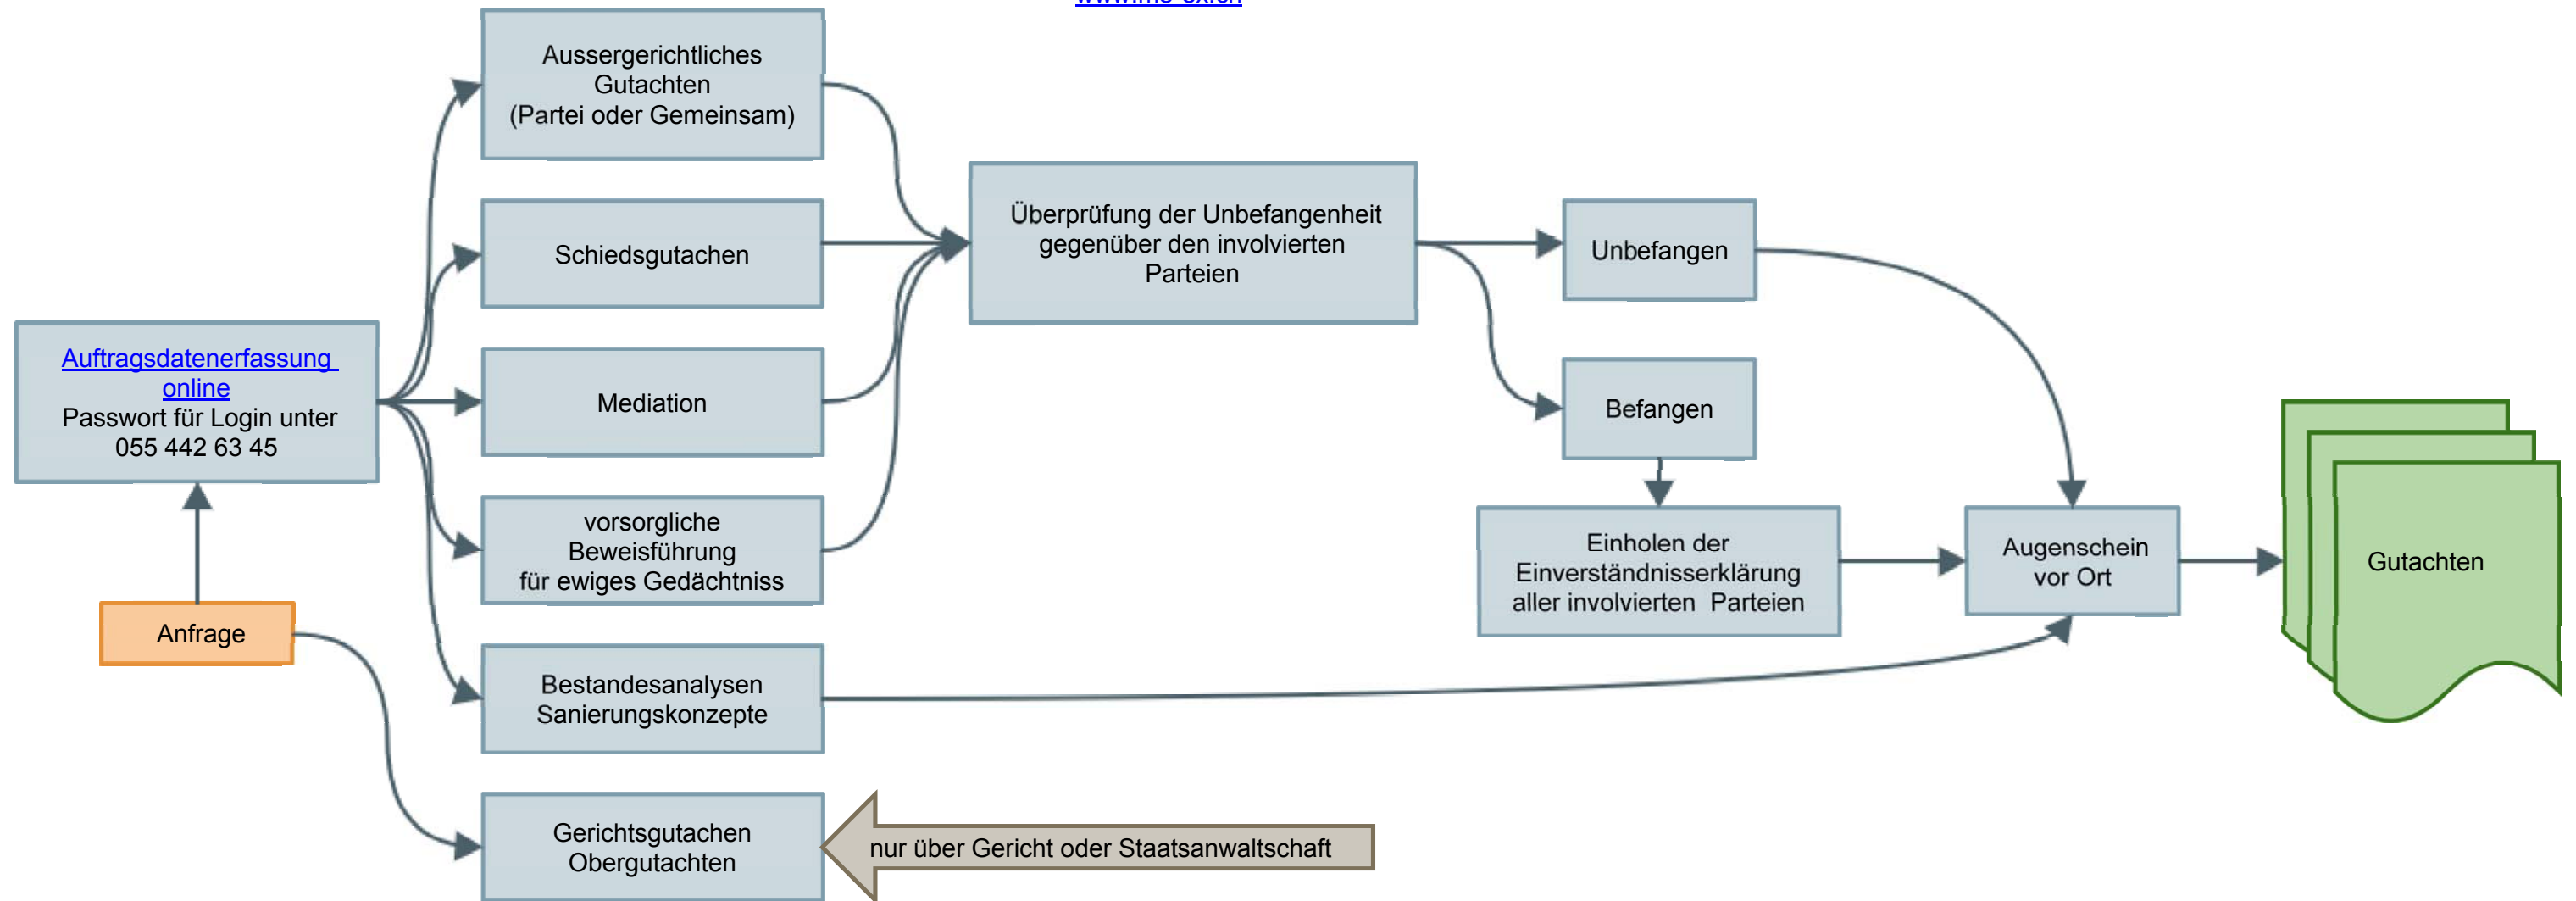 Aussergerichtliches
Gutachten
(Partei oder Gemeinsam)
Schiedsgutachen
Mediation
vorsorgliche
Beweisführung
für ewiges Gedächtniss
Bestandesanalysen
Sanierungskonzepte
Gerichtsgutachen
Obergutachten
Auftragsdatenerfassung
online
Passwort für Login unter
055 442 63 45
Anfrage
nur über Gericht oder Staatsanwaltschaft
Überprüfung der Unbefangenheit
gegenüber den involvierten
Parteien
Unbefangen
Befangen
Einholen der
Einverständnisserklärung
aller involvierten Parteien
Augenschein
vor Ort
Gutachten